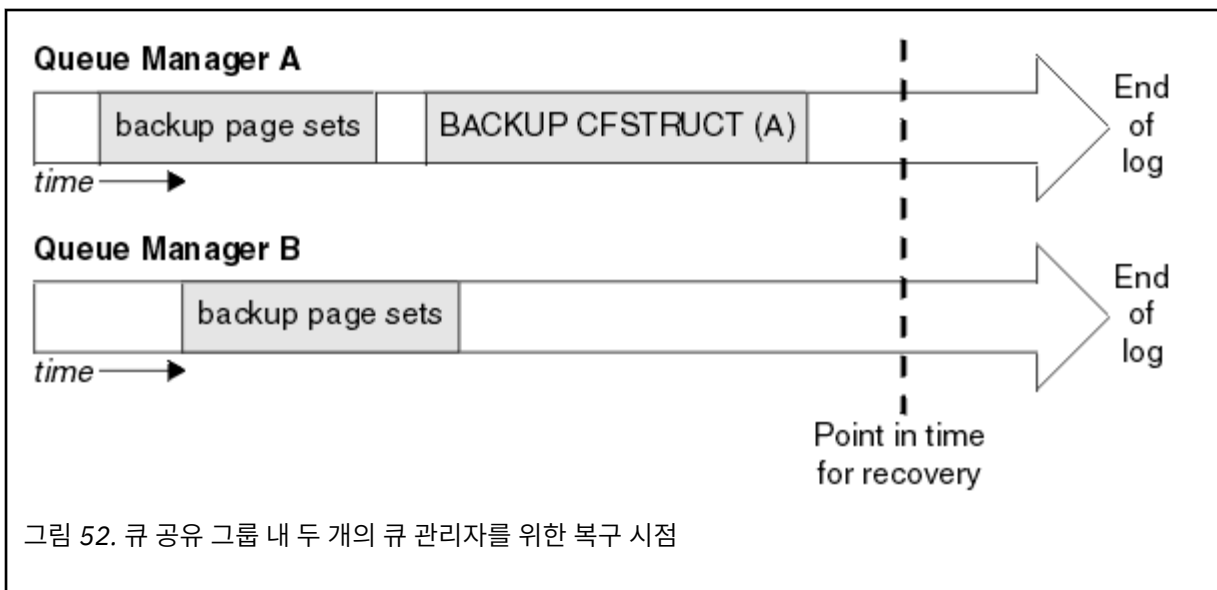 Queue Manager A
backup page sets
BACKUP CFSTRUCT (A)
End
of
log
time
Queue Manager B
backup page sets
End
of
log
time
Point in time
for recovery
그림 52. 큐 공유 그룹 내 두 개의 큐 관리자를 위한 복구 시점